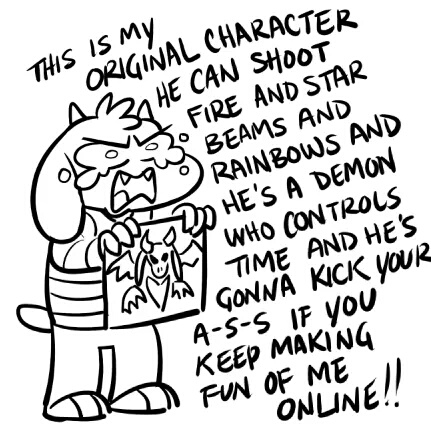 THIS IS MY
ORIGINAL CHARACTER
HE CAN SHOOT
FIRE AND STAR
BEAMS AND
RAINBOWS AND
HE'S A DEMON
WHO CONTROLS
TIME AND HE'S
GONNA KICK YOUR
A-S-S IF YOU
KEEP MAKING
FUN OF ME
ONLINE!!